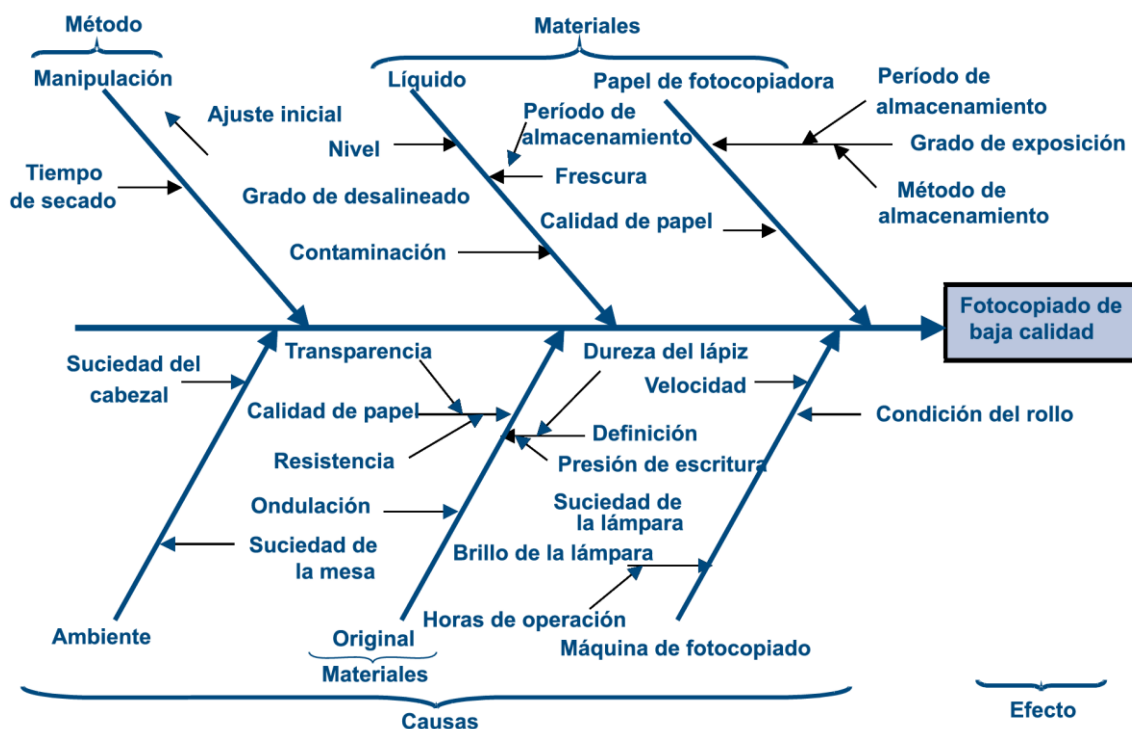 Método
Materiales
Manipulación
Líquido
Papel de fotocopiadora
Período de
almacenamiento
Ajuste inicial
Período de
almacenamiento
Nivel
Grado de exposición
Tiempo
de secado
Frescura
Grado de desalineado
Método de
almacenamiento
Calidad de papel
Contaminación
Fotocopiado de
baja calidad
Suciedad del
cabezal
Transparencia
Dureza del lápiz
Velocidad
Calidad de papel
Condición del rollo
Definición
Resistencia
Presión de escritura
Ondulación
Suciedad de
la lámpara
Suciedad de
la mesa
Brillo de la lámpara
Horas de operación
Ambiente
Original
Máquina de fotocopiado
Materiales
Causas
Efecto